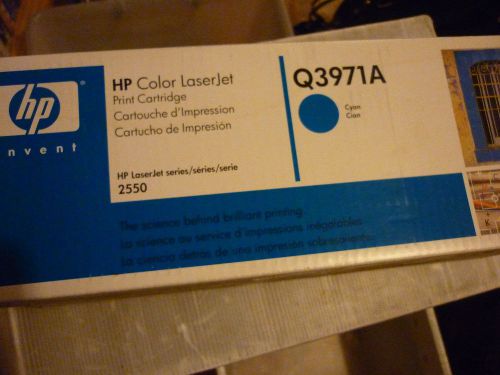 hp
invent
HP Color LaserJet
Print Cartridge
Cartouche d'Impression
Cartucho de Impresión
HP LaserJet series/séries/serie
2550
Q3971A
Cyan
Cian
The science behind brilliant printing.
La science au service d'impressions inégalables.
La ciencia detrás de una impresión sobresaliente.
K